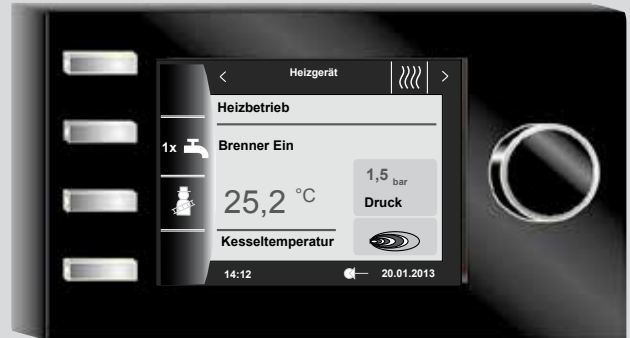 Heizgerät
Heizbetrieb
1x
Brenner Ein
25,2 °C
1,5 bar
Druck
Kesseltemperatur
14:12
20.01.2013